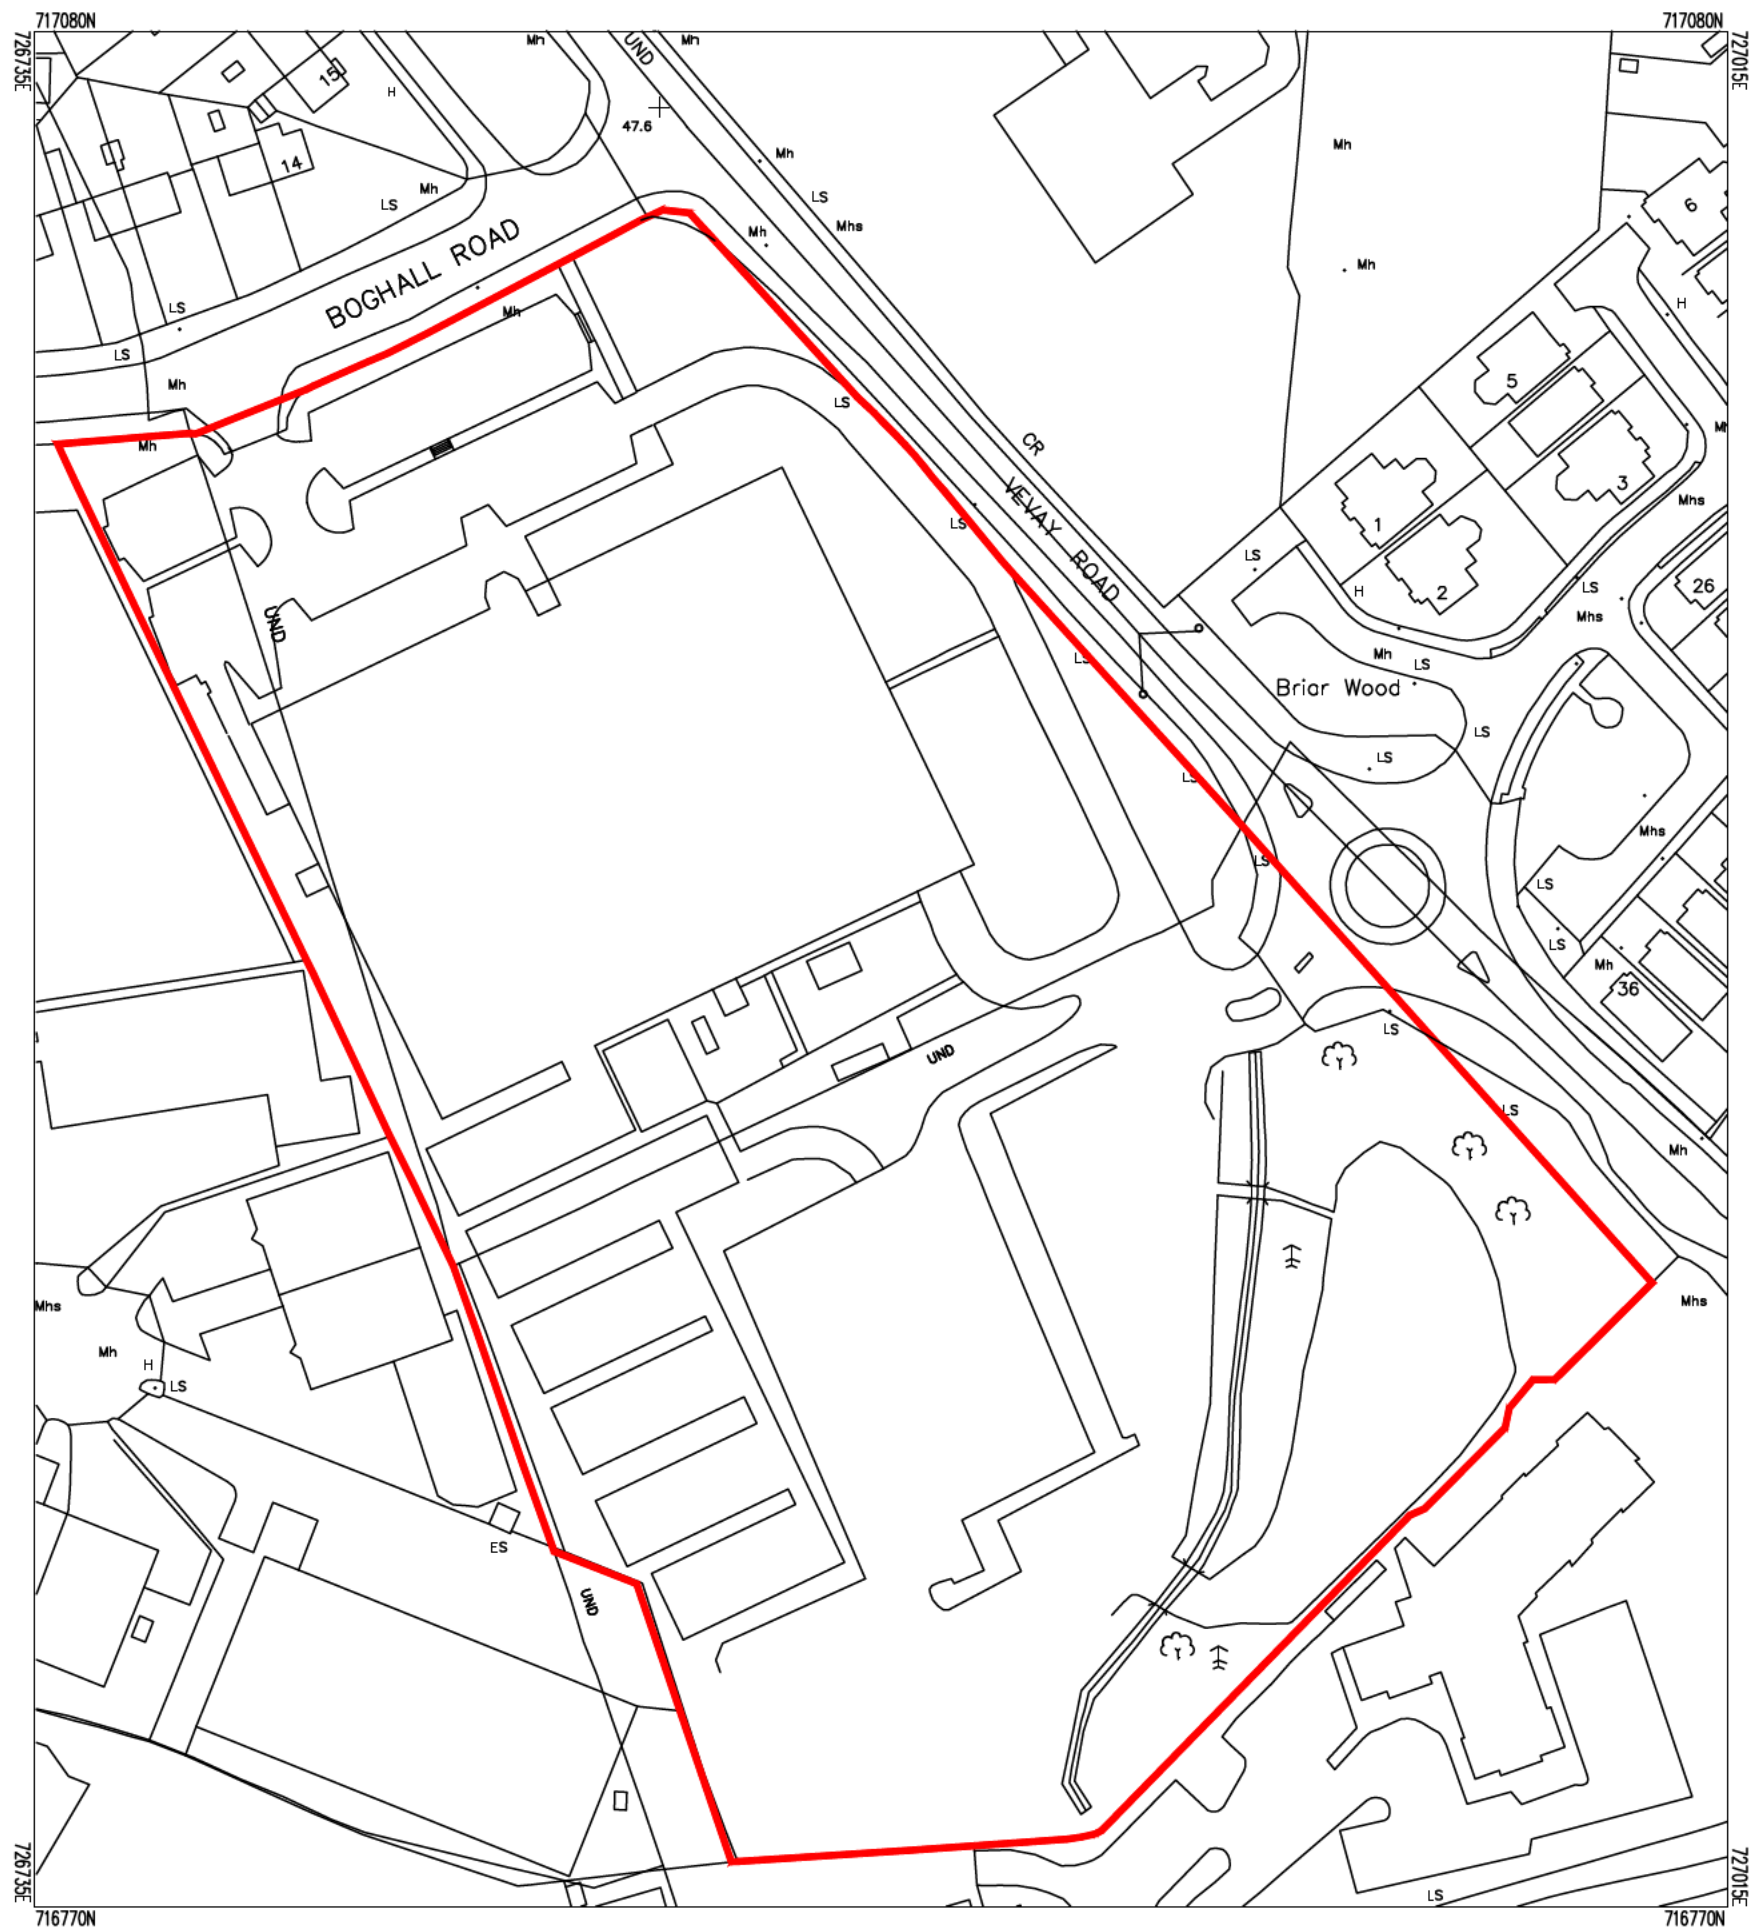 717080N
717080N
726735E
727015E
Mh
UND
Mh
15
H
47.6
Mh
Mh
14
Mh
LS
LS
6
Mhs
Mh
BOGHALL ROAD
Mh
H
LS
Mh
LS
5
Mh
LS
CR
Mh
3
VEVAY ROAD
Mhs
LS
1
LS
26
LS
2
H
Mhs
UND
LS
Mh
LS
Briar Wood
LS
LS
LS
Mhs
LS
LS
LS
Mh
36
LS
UND
LS
Mh
Mhs
Mhs
Mh
H
LS
ES
UND
726735E
727015E
LS
716770N
716770N